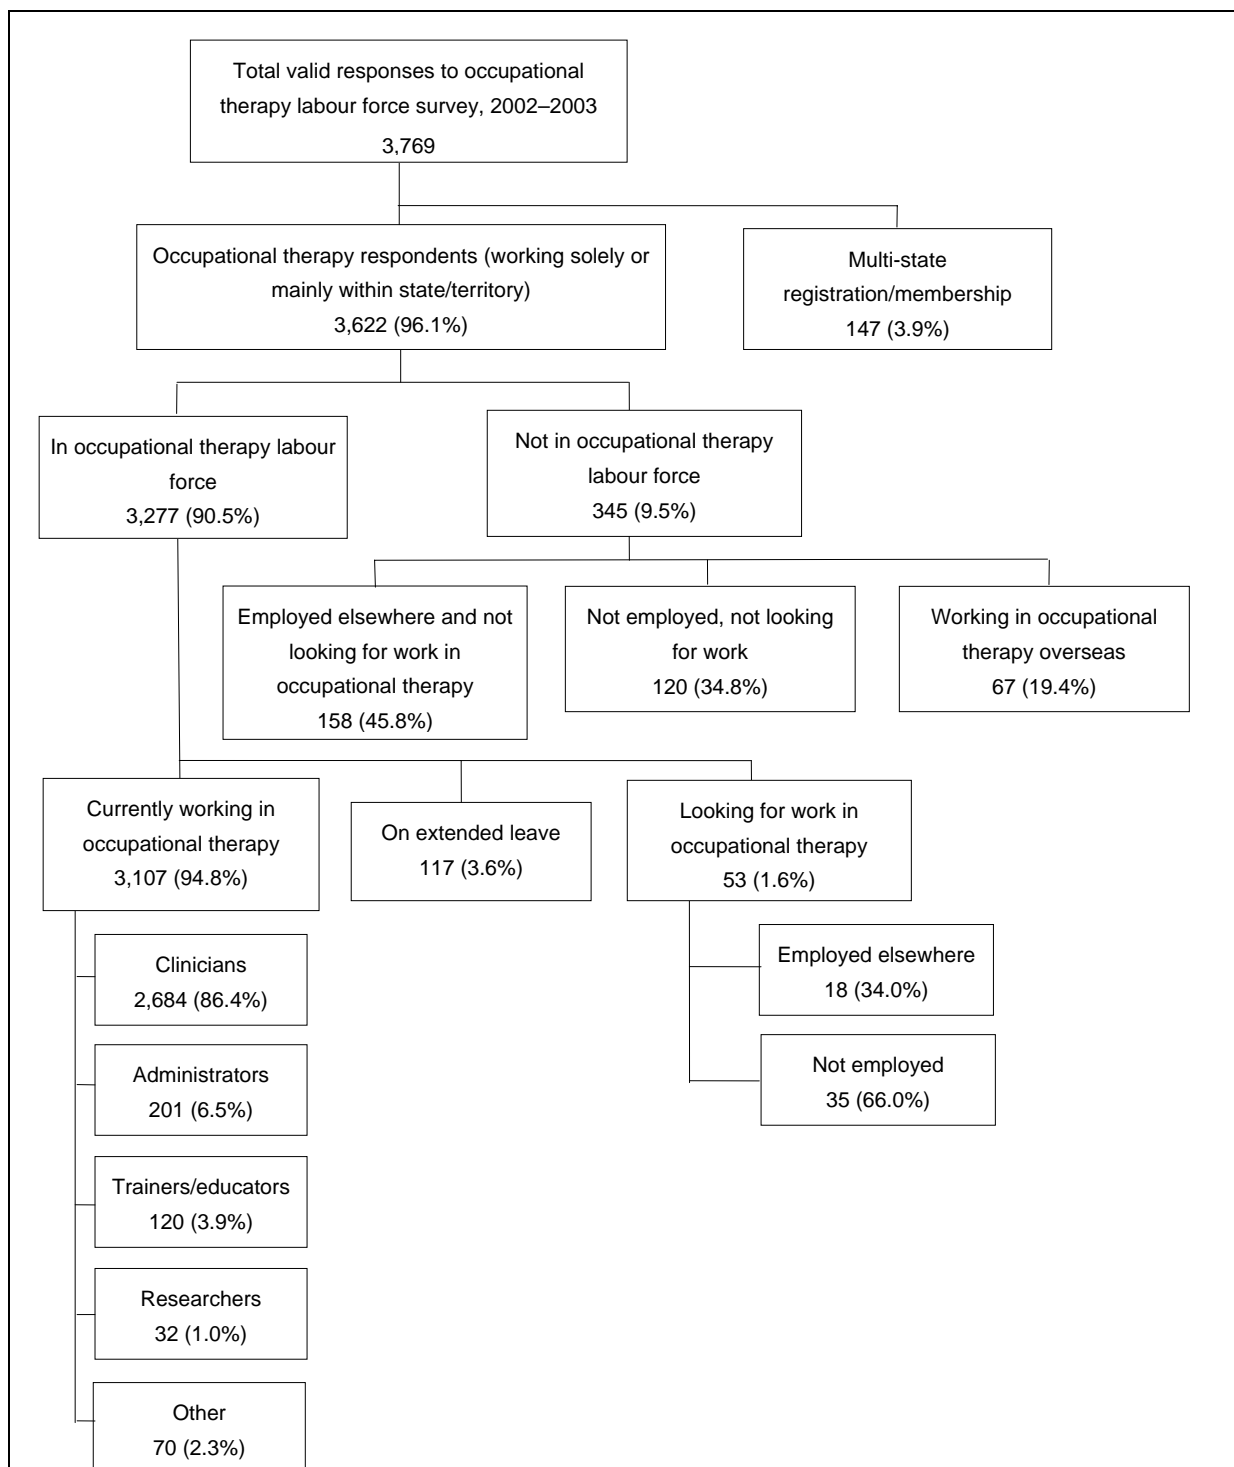 Total valid responses to occupational
therapy labour force survey, 2002–2003
3,769
Occupational therapy respondents (working solely or
mainly within state/territory)
3,622 (96.1%)
Multi-state
registration/membership
147 (3.9%)
In occupational therapy labour
force
3,277 (90.5%)
Not in occupational therapy
labour force
345 (9.5%)
Employed elsewhere and not
looking for work in
occupational therapy
158 (45.8%)
Not employed, not looking
for work
120 (34.8%)
Working in occupational
therapy overseas
67 (19.4%)
Currently working in
occupational therapy
3,107 (94.8%)
On extended leave
117 (3.6%)
Looking for work in
occupational therapy
53 (1.6%)
Clinicians
2,684 (86.4%)
Administrators
201 (6.5%)
Trainers/educators
120 (3.9%)
Researchers
32 (1.0%)
Other
70 (2.3%)
Employed elsewhere
18 (34.0%)
Not employed
35 (66.0%)